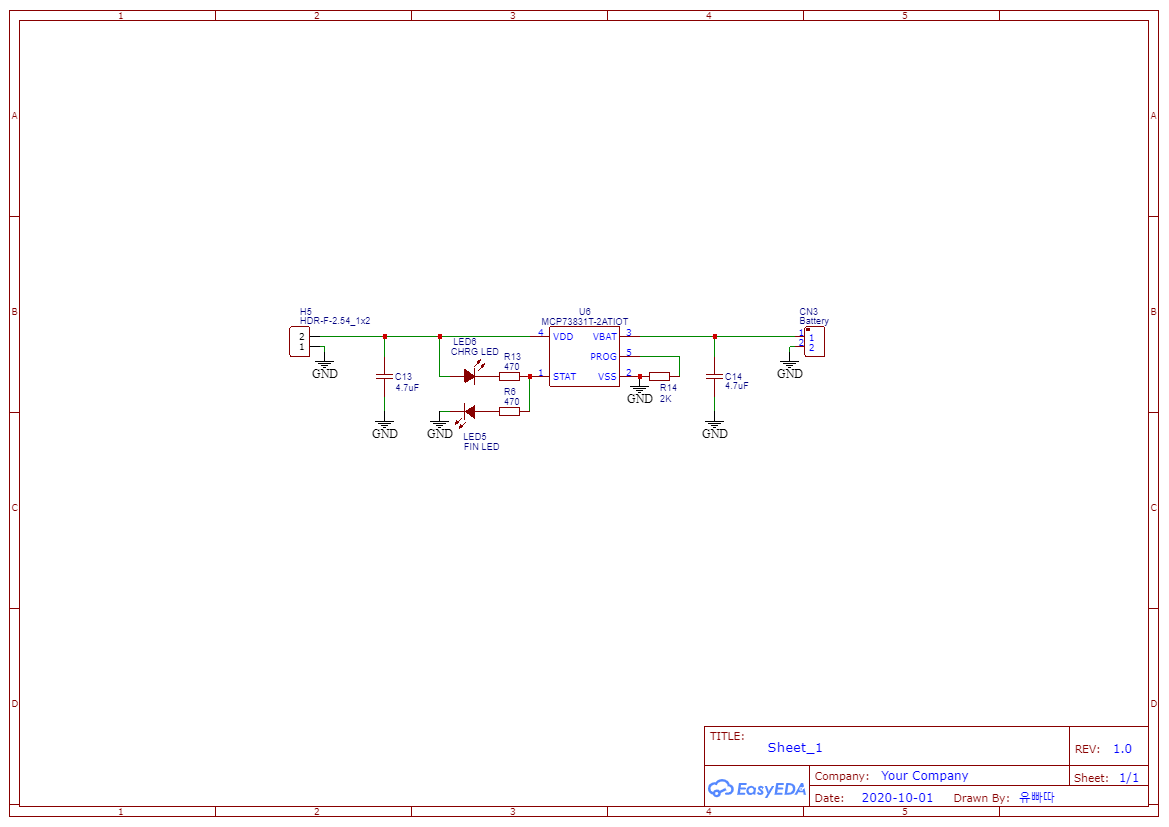 1 2 3 4 5
A A
H5
HDR-F-2.54_1x2
2
1
GND
C13
4.7uF
GND
LED6
CHRG LED
R13
470
R6
470
GND
LED5
FIN LED
U6
MCP73831T-2ATIOT
4 VDD VBAT 3
PROG 5
1 STAT VSS 2
GND
R14
2K
C14
4.7uF
GND
CN3
Battery
1 1
2 2
GND
B B
C C
D D
TITLE:
Sheet_1
REV: 1.0
EasyEDA
Company: Your Company
Sheet: 1/1
Date: 2020-10-01 Drawn By: 유빠따
1 2 3 4 5